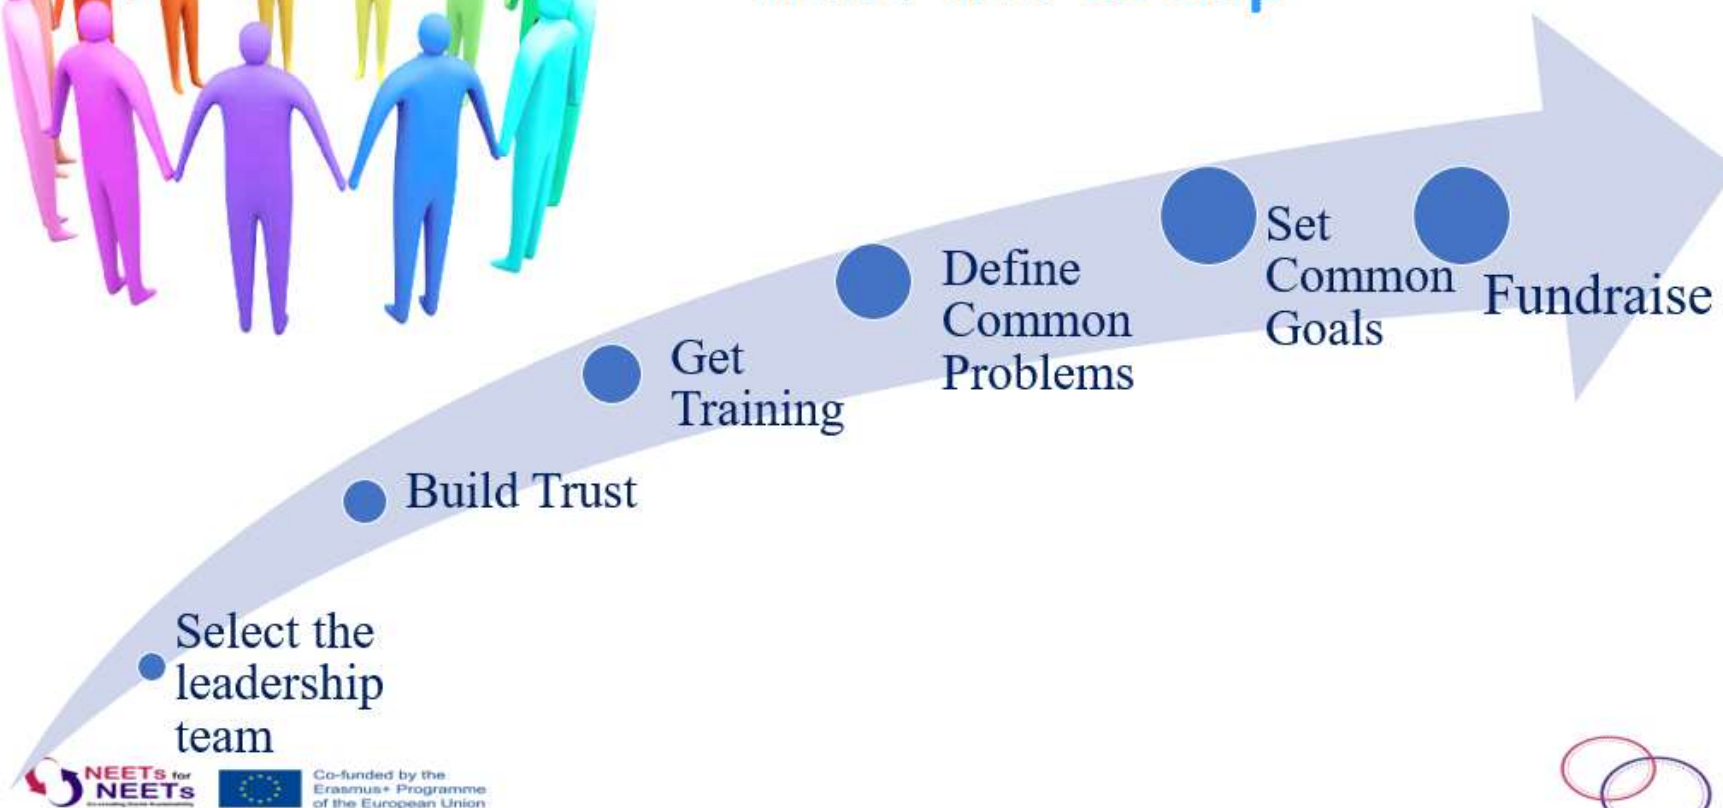 Set
Common
Goals
Fundraise
Define
Common
Problems
Get
Training
Build Trust
Select the
leadership
team
NEETs for
NEETs
Co-funded by the
Erasmus+ Programme
of the European Union